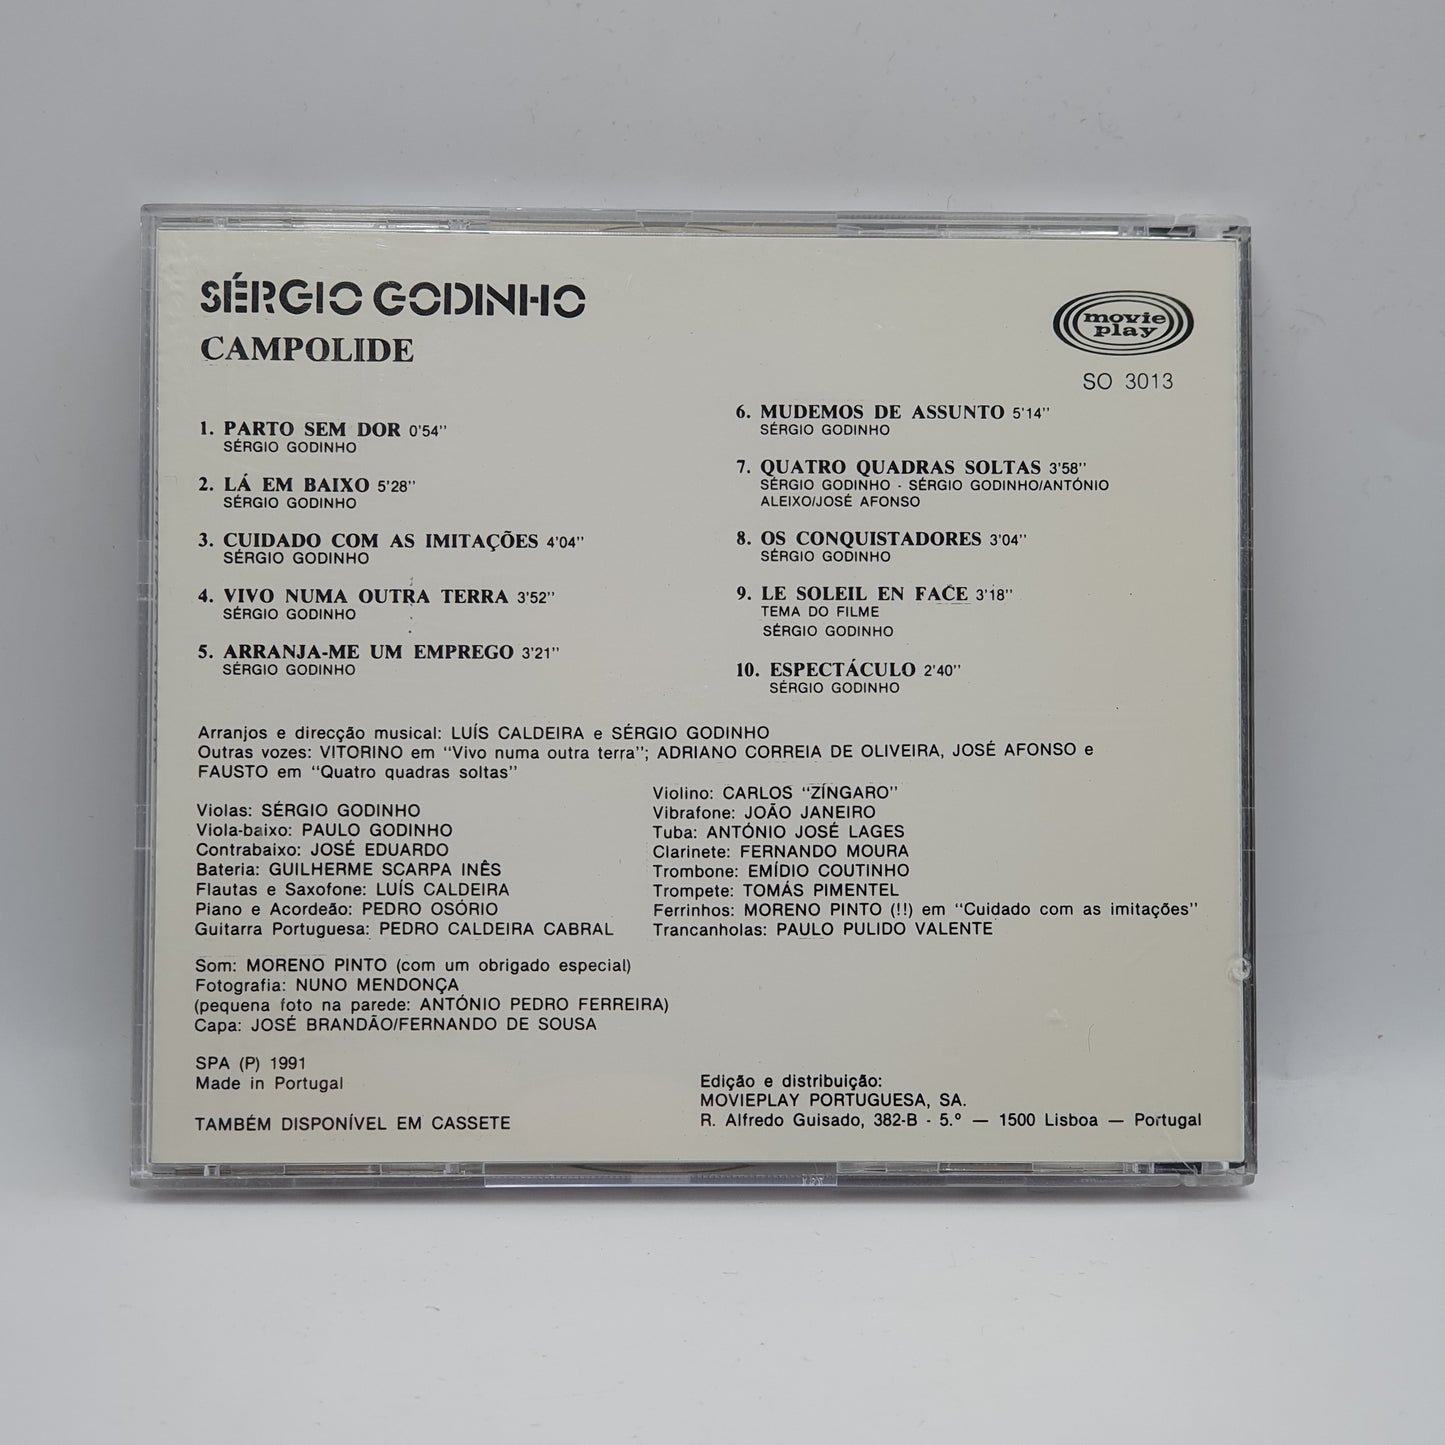 SÉRGIO GODINHO
CAMPOLIDE
movie
play
SO 3013
1. PARTO SEM DOR 0'54''
SÉRGIO GODINHO
2. LÁ EM BAIXO 5'28''
SÉRGIO GODINHO
3. CUIDADO COM AS IMITAÇÕES 4'04''
SÉRGIO GODINHO
4. VIVO NUMA OUTRA TERRA 3'52''
SÉRGIO GODINHO
5. ARRANJA-ME UM EMPREGO 3'21''
SÉRGIO GODINHO
6. MUDEMOS DE ASSUNTO 5'14''
SÉRGIO GODINHO
7. QUATRO QUADRAS SOLTAS 3'58''
SÉRGIO GODINHO - SÉRGIO GODINHO/ANTÓNIO
ALEIXO/JOSÉ AFONSO
8. OS CONQUISTADORES 3'04''
SÉRGIO GODINHO
9. LE SOLEIL EN FACE 3'18''
TEMA DO FILME
SÉRGIO GODINHO
10. ESPECTÁCULO 2'40''
SÉRGIO GODINHO
Arranjos e direcção musical: LUÍS CALDEIRA e SÉRGIO GODINHO
Outras vozes: VITORINO em "Vivo numa outra terra"; ADRIANO CORREIA DE OLIVEIRA, JOSÉ AFONSO e
FAUSTO em "Quatro quadras soltas"
Violas: SÉRGIO GODINHO
Viola-baixo: PAULO GODINHO
Contrabaixo: JOSÉ EDUARDO
Bateria: GUILHERME SCARPA INÊS
Flautas e Saxofone: LUÍS CALDEIRA
Piano e Acordeão: PEDRO OSÓRIO
Guitarra Portuguesa: PEDRO CALDEIRA CABRAL
Violino: CARLOS "ZÍNGARO"
Vibrafone: JOÃO JANEIRO
Tuba: ANTÓNIO JOSÉ LAGES
Clarinete: FERNANDO MOURA
Trombone: EMÍDIO COUTINHO
Trompete: TOMÁS PIMENTEL
Ferrinhos: MORENO PINTO (!!) em "Cuidado com as imitações"
Trancanholas: PAULO PULIDO VALENTE
Som: MORENO PINTO (com um obrigado especial)
Fotografia: NUNO MENDONÇA
(pequena foto na parede: ANTÓNIO PEDRO FERREIRA)
Capa: JOSÉ BRANDÃO/FERNANDO DE SOUSA
SPA (P) 1991
Made in Portugal
TAMBÉM DISPONÍVEL EM CASSETE
Edição e distribuição:
MOVIEPLAY PORTUGUESA, SA.
R. Alfredo Guisado, 382-B - 5.º — 1500 Lisboa — Portugal